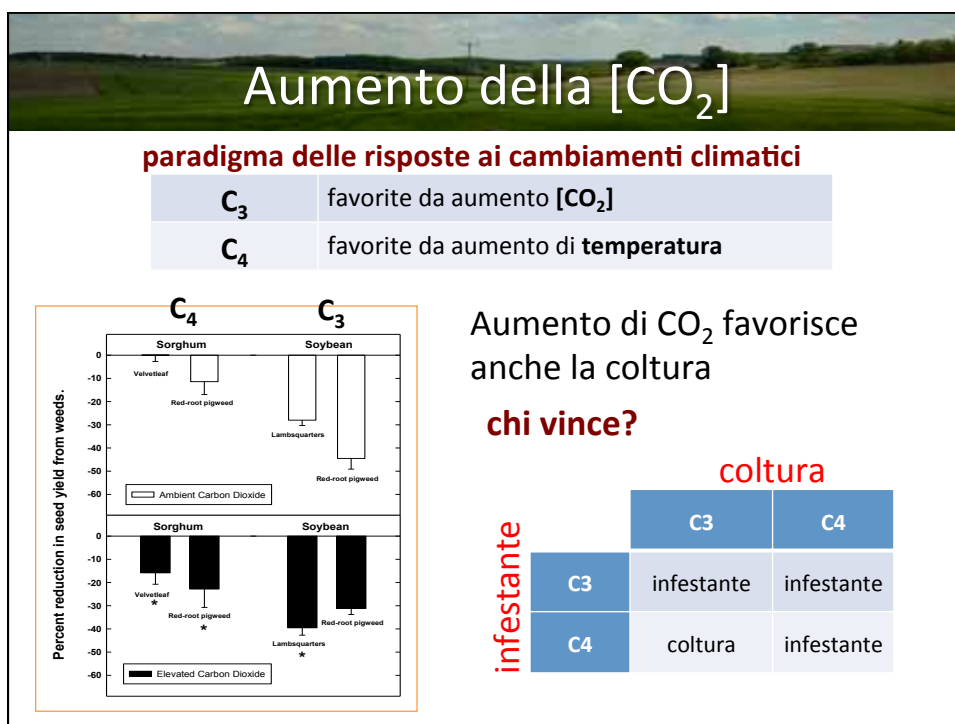 Aumento della [CO₂]
paradigma delle risposte ai cambiamenti climatici
C₃ favorite da aumento [CO₂]
C₄ favorite da aumento di temperatura
C₄ C₃
Percent reduction in seed yield from weeds.
Sorghum Soybean
0
-10
-20
-30
-40
-50
-60
Velvetleaf
Red-root pigweed
Lambsquarters
Red-root pigweed
Ambient Carbon Dioxide
Sorghum Soybean
0
-10
-20
-30
-40
-50
-60
Velvetleaf
*
Red-root pigweed
*
Lambsquarters
*
Red-root pigweed
Elevated Carbon Dioxide
Aumento di CO₂ favorisce
anche la coltura
chi vince?
coltura
infestante
C3 C4
C3 infestante infestante
C4 coltura infestante